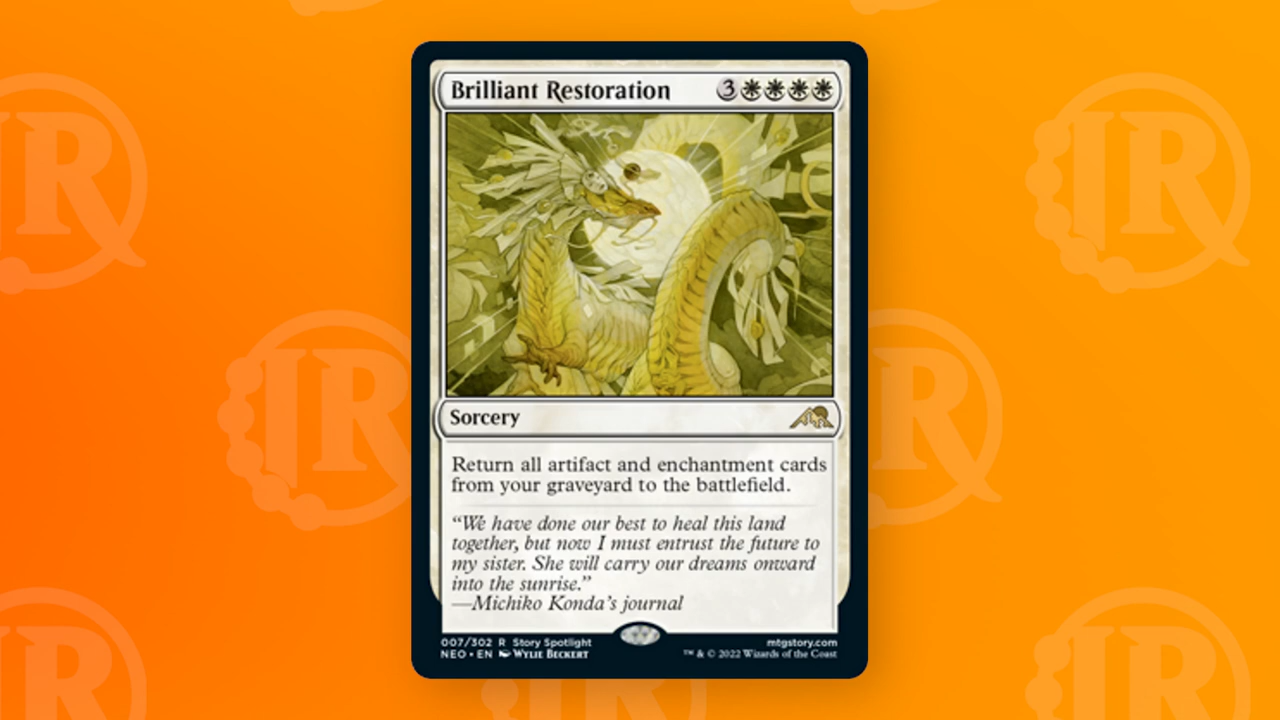 Brilliant Restoration 3
Sorcery
Return all artifact and enchantment cards
from your graveyard to the battlefield.
“We have done our best to heal this land
together, but now I must entrust the future to
my sister. She will carry our dreams onward
into the sunrise.”
—Michiko Konda’s journal
007/302 R Story Spotlight
NEO • EN Wylie Beckert
mtgstory.com
™ & © 2022 Wizards of the Coast
R
R
R
R
R
R
R